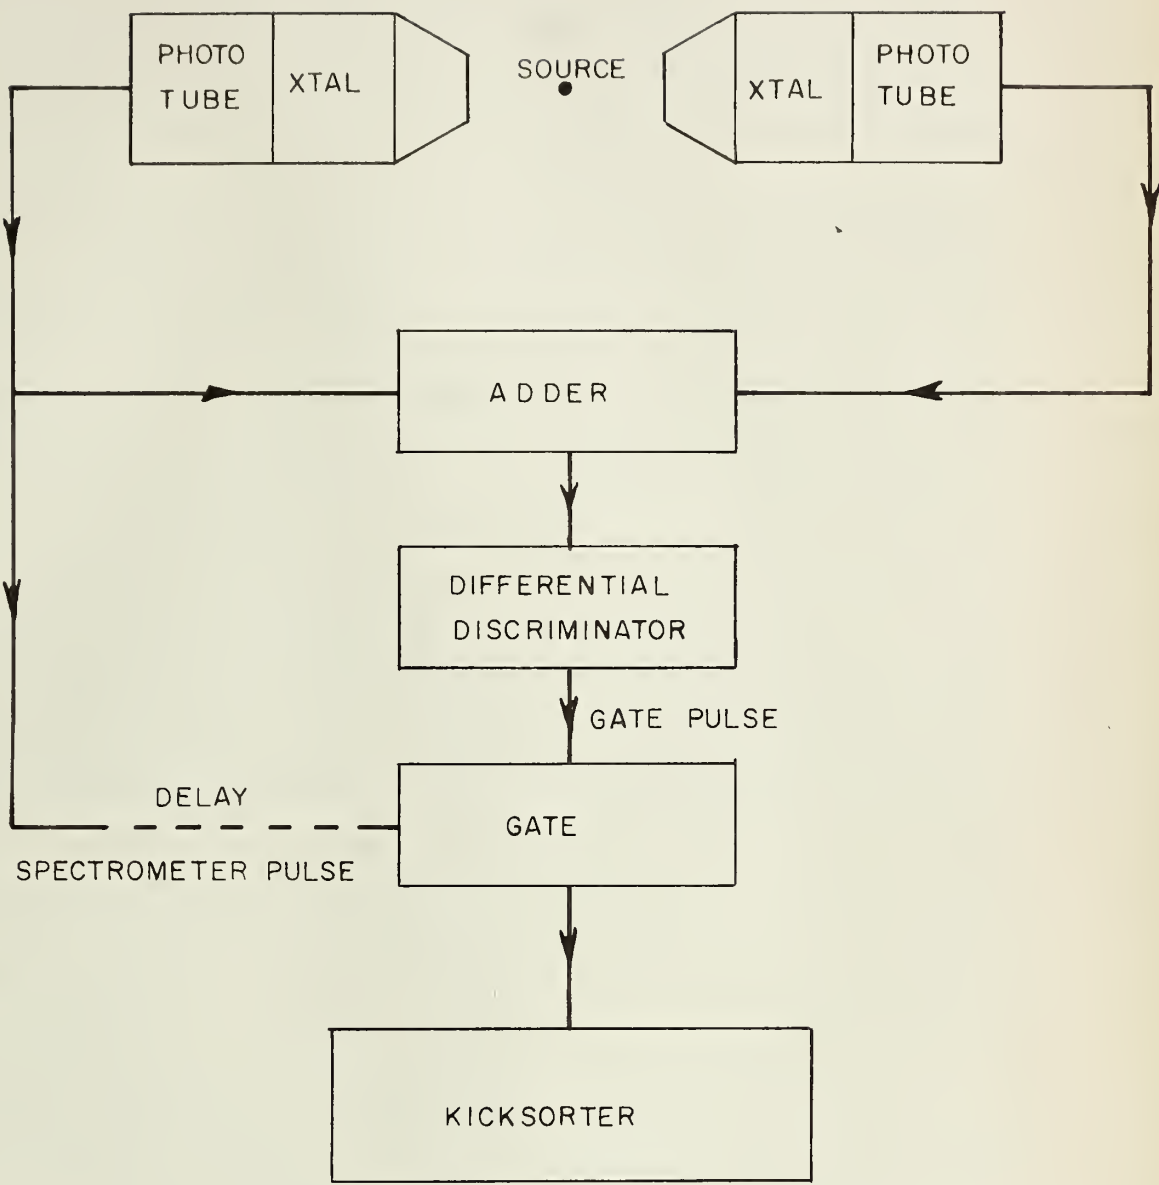 PHOTO
TUBE
XTAL
SOURCE
XTAL
PHOTO
TUBE
ADDER
DIFFERENTIAL
DISCRIMINATOR
GATE PULSE
DELAY
GATE
SPECTROMETER PULSE
KICKSORTER